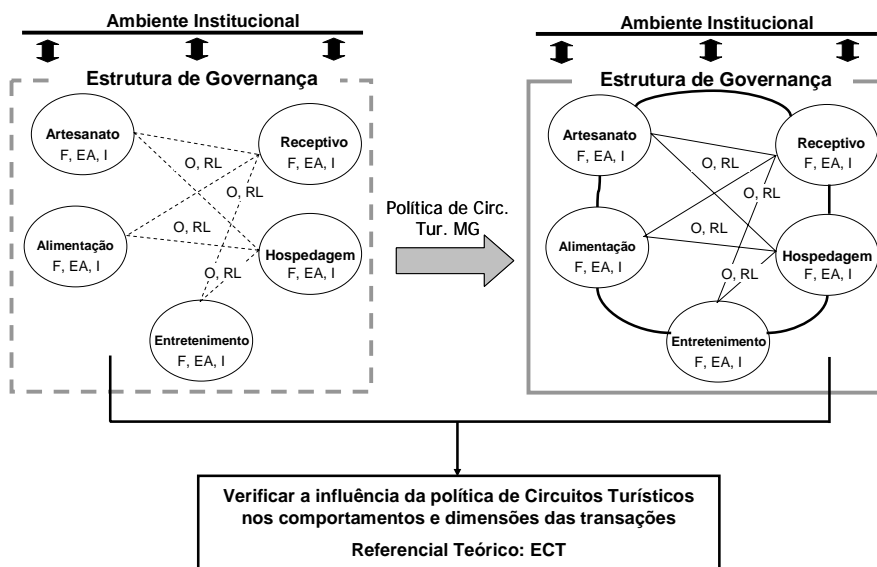 Ambiente Institucional
Estrutura de Governança
Artesanato
F, EA, I
Receptivo
F, EA, I
O, RL
O, RL
Alimentação
F, EA, I
O, RL
Hospedagem
F, EA, I
O, RL
Entretenimento
F, EA, I
Política de Circ.
Tur. MG
Ambiente Institucional
Estrutura de Governança
Artesanato
F, EA, I
Receptivo
F, EA, I
O, RL
O, RL
Alimentação
F, EA, I
O, RL
Hospedagem
F, EA, I
O, RL
Entretenimento
F, EA, I
Verificar a influência da política de Circuitos Turísticos
nos comportamentos e dimensões das transações
Referencial Teórico: ECT